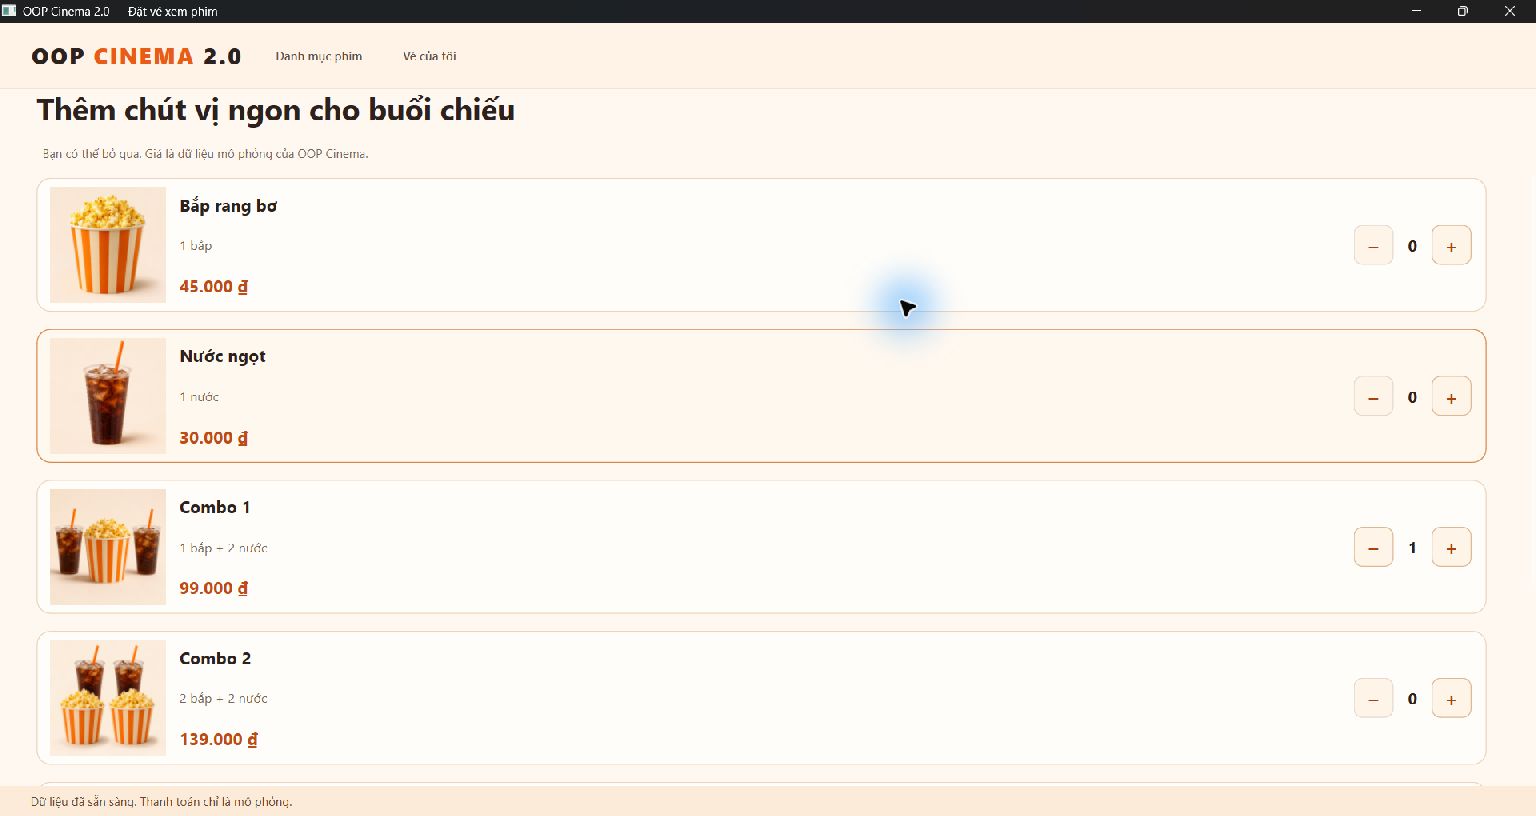 OOP Cinema 2.0 Đặt vé xem phim
OOP CINEMA 2.0 Danh mục phim Vé của tôi
Thêm chút vị ngon cho buổi chiếu
Bạn có thể bỏ qua. Giá là dữ liệu mô phỏng của OOP Cinema.
Bắp rang bơ
1 bắp
45.000 ₫
− 0 +
Nước ngọt
1 nước
30.000 ₫
− 0 +
Combo 1
1 bắp + 2 nước
99.000 ₫
− 1 +
Combo 2
2 bắp + 2 nước
139.000 ₫
− 0 +
Dữ liệu đã sẵn sàng. Thanh toán chỉ là mô phỏng.